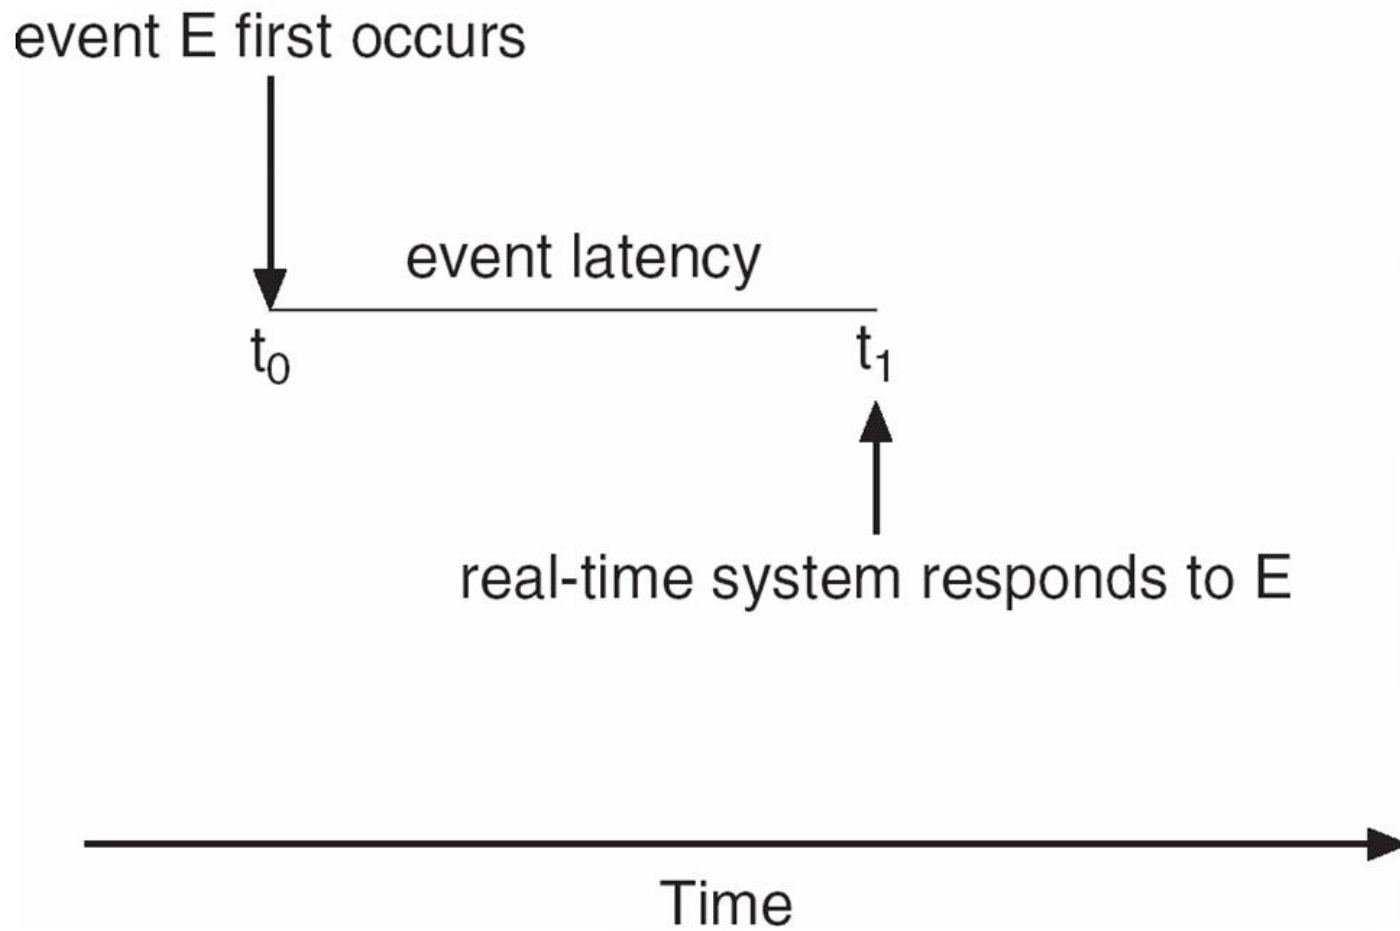 event E first occurs
event latency
t₀
t₁
real-time system responds to E
Time